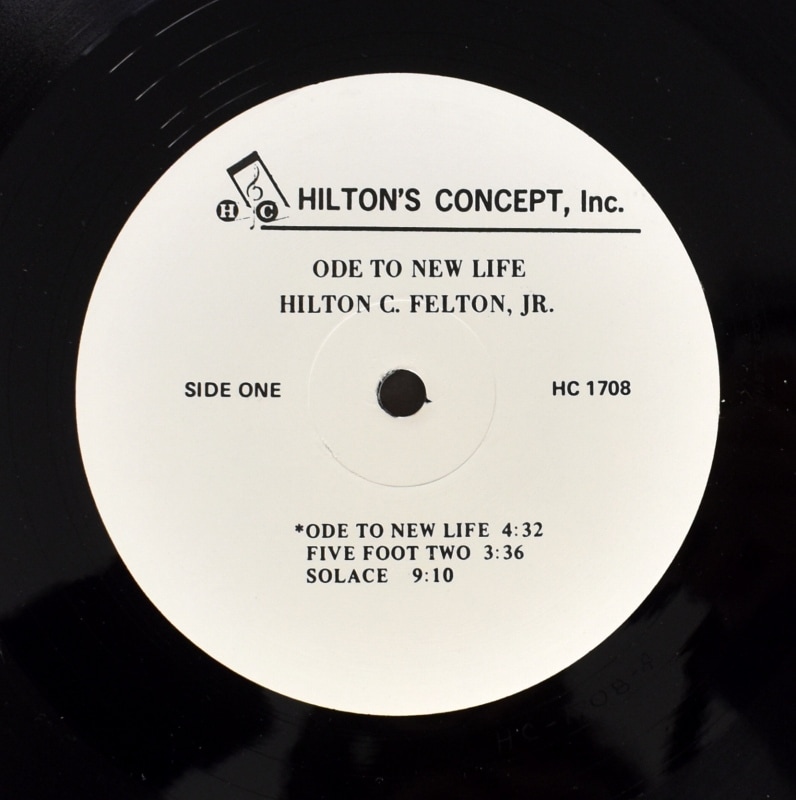 H C HILTON'S CONCEPT, Inc.
ODE TO NEW LIFE
HILTON C. FELTON, JR.
SIDE ONE
HC 1708
*ODE TO NEW LIFE 4:32
FIVE FOOT TWO 3:36
SOLACE 9:10